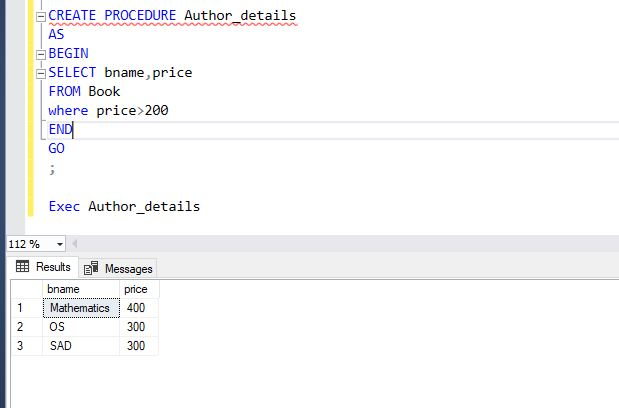 CREATE PROCEDURE Author_details
AS
BEGIN
SELECT bname,price
FROM Book
where price>200
END
GO
;
Exec Author_details
112 %
Results Messages
bname price
1 Mathematics 400
2 OS 300
3 SAD 300